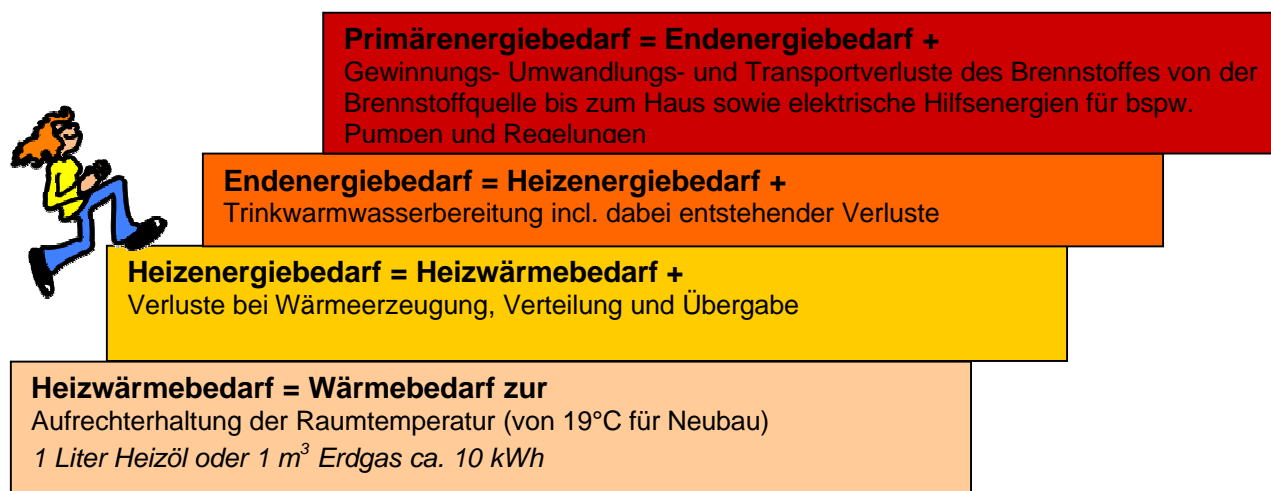 Primärenergiebedarf = Endenergiebedarf +
Gewinnungs- Umwandlungs- und Transportverluste des Brennstoffes von der
Brennstoffquelle bis zum Haus sowie elektrische Hilfsenergien für bspw.
Pumpen und Regelungen
Endenergiebedarf = Heizenergiebedarf +
Trinkwarmwasserbereitung incl. dabei entstehender Verluste
Heizenergiebedarf = Heizwärmebedarf +
Verluste bei Wärmeerzeugung, Verteilung und Übergabe
Heizwärmebedarf = Wärmebedarf zur
Aufrechterhaltung der Raumtemperatur (von 19°C für Neubau)
1 Liter Heizöl oder 1 m³ Erdgas ca. 10 kWh